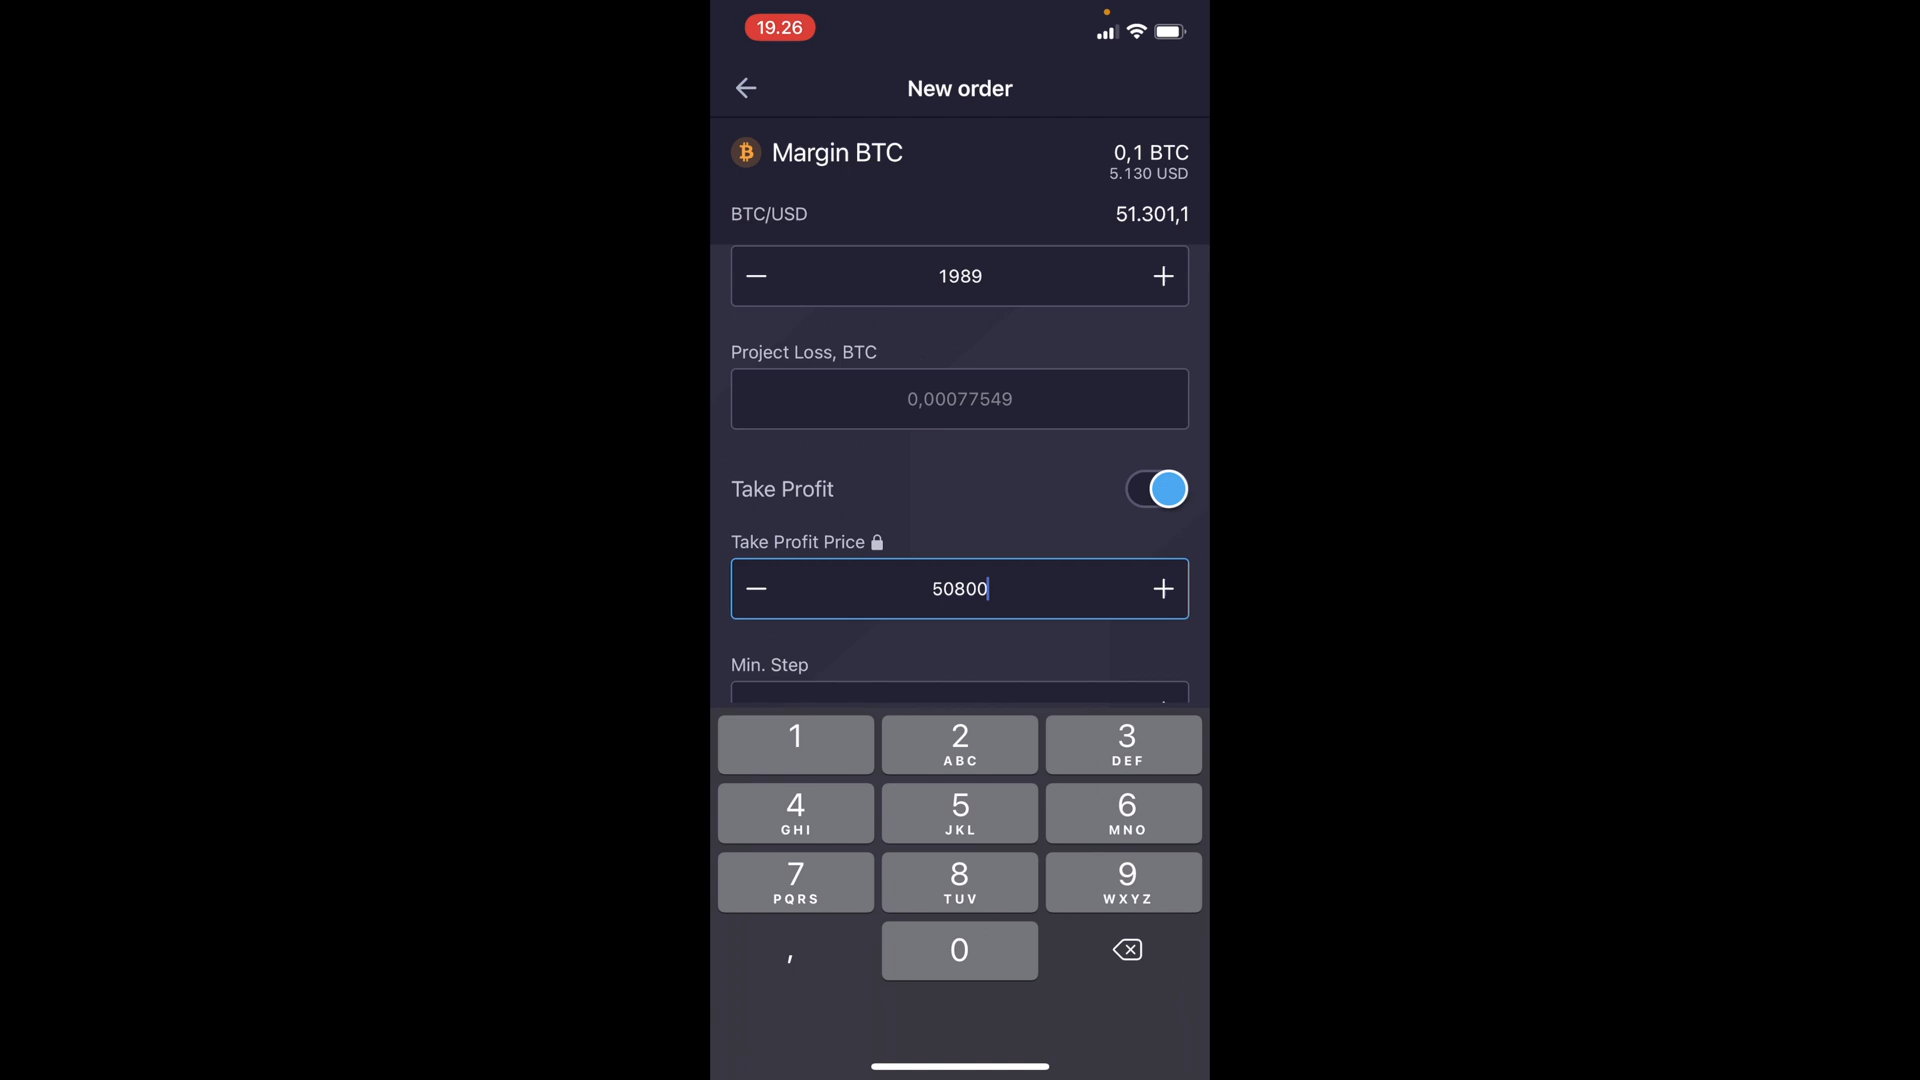 19.26
New order
Margin BTC
0,1 BTC
5.130 USD
BTC/USD
51.301,1
1989
Project Loss, BTC
0,00077549
Take Profit
Take Profit Price
50800
Min. Step
1
2
ABC
3
DEF
4
GHI
5
JKL
6
MNO
7
PQRS
8
TUV
9
WXYZ
,
0